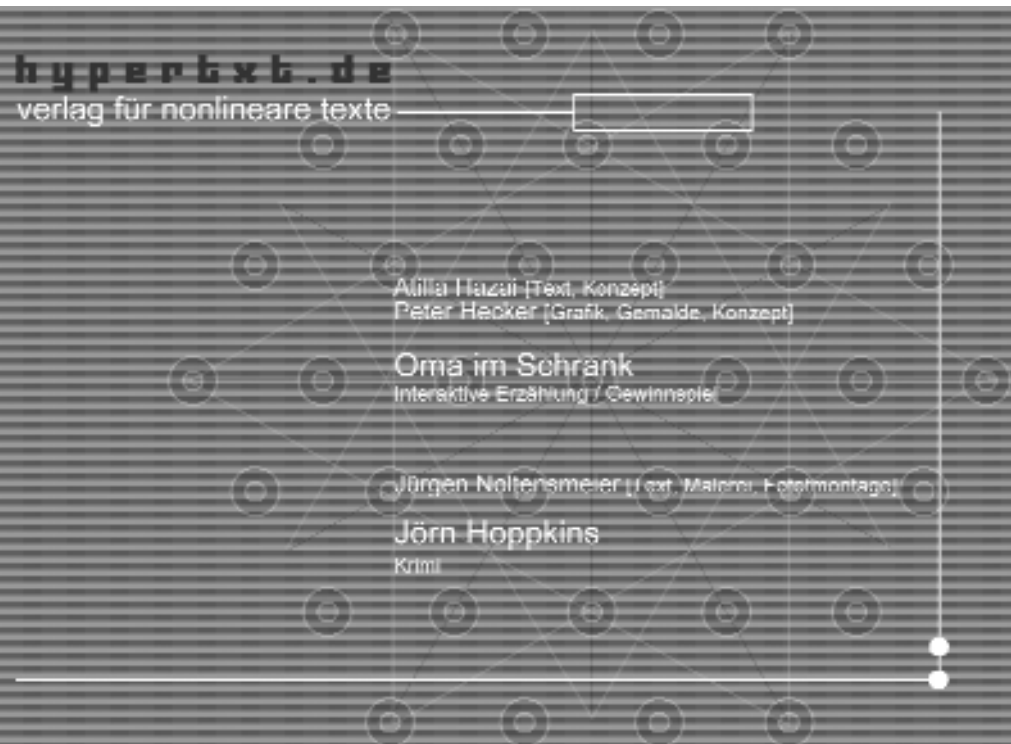 hypertxt.de
verlag für nonlineare texte
Attila Hazai [Text, Konzept]
Peter Hecker [Grafik, Gemälde, Konzept]
Oma im Schrank
Interaktive Erzählung / Gewinnspiel
Jürgen Noltensmeier [Text, Malerei, Fotomontage]
Jörn Hoppkins
Krimi